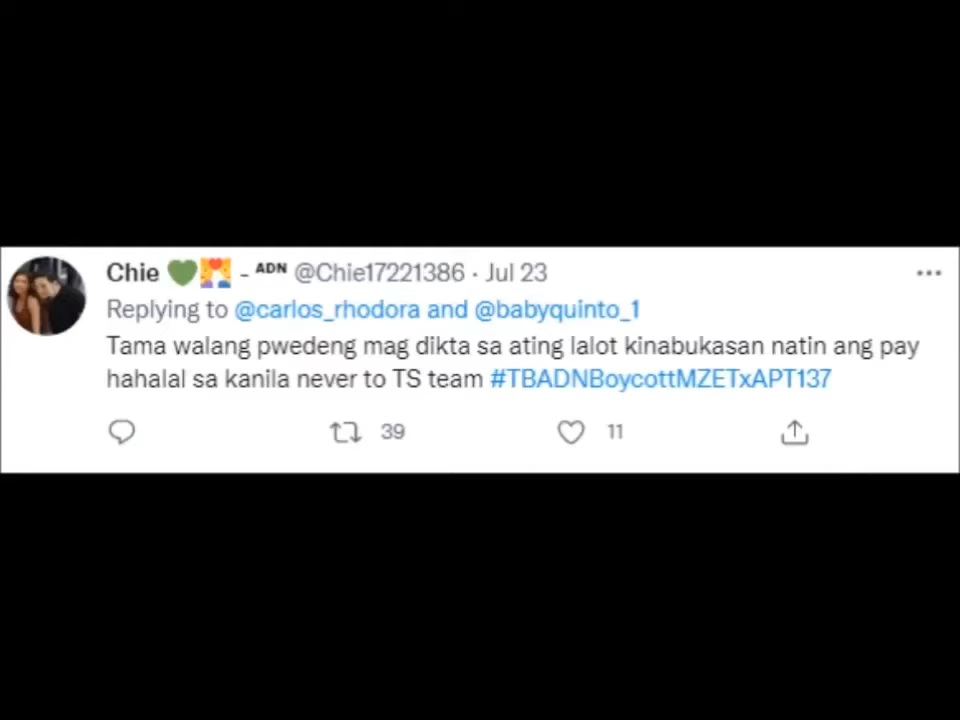 Chie 💚🧑‍❤️‍🧑 - ᴬᴰᴺ @Chie17221386 · Jul 23
Replying to @carlos_rhodora and @babyquinto_1
Tama walang pwedeng mag dikta sa ating lalot kinabukasan natin ang pay
hahalal sa kanila never to TS team #TBADNBoycottMZETxAPT137
39 11